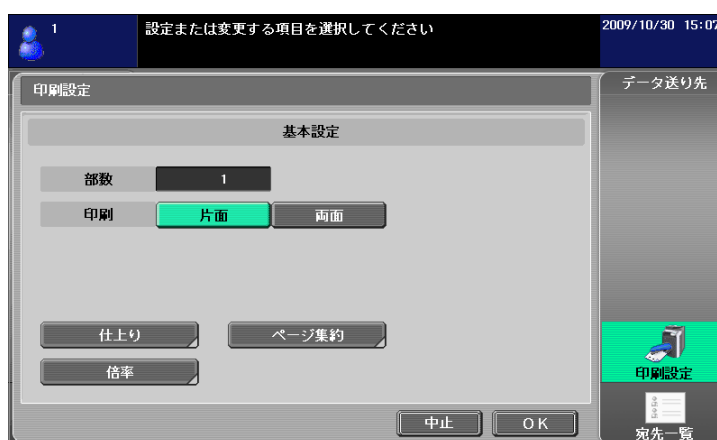 1
設定または変更する項目を選択してください
2009/10/30 15:07
印刷設定
データ送り先
基本設定
部数 1
印刷 片面 両面
仕上り ページ集約
倍率
印刷設定
中止 OK
宛先一覧